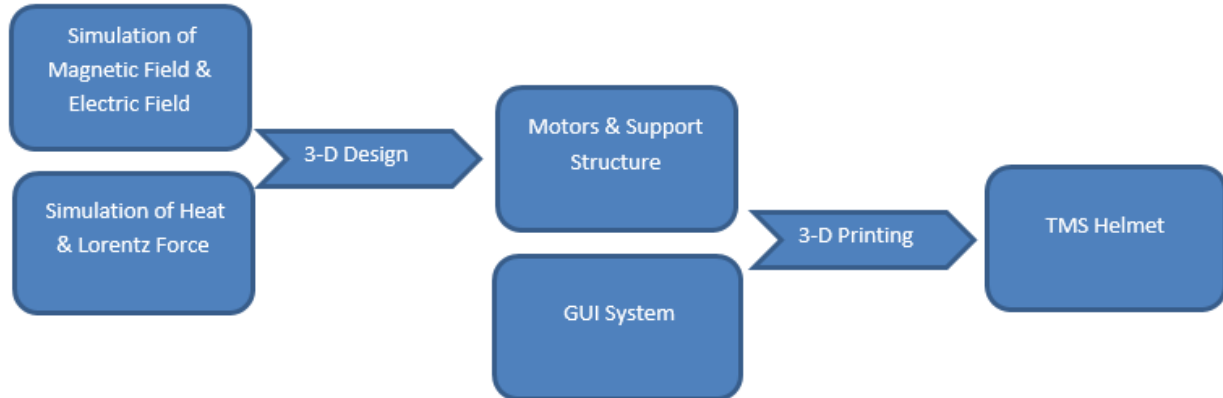 Simulation of
Magnetic Field &
Electric Field
Simulation of Heat
& Lorentz Force
3-D Design
Motors & Support
Structure
GUI System
3-D Printing
TMS Helmet